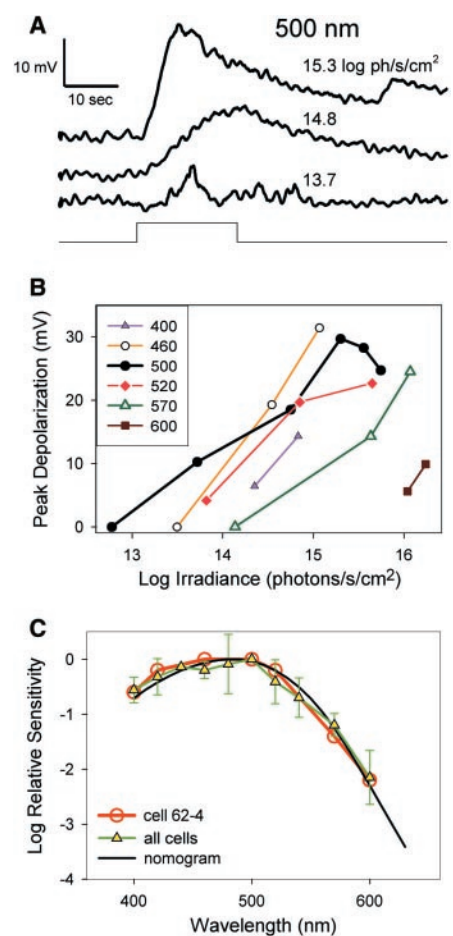 A
500 nm
10 mV
10 sec
15.3 log ph/s/cm2
14.8
13.7
B
Peak Depolarization (mV)
30
20
10
0
400
460
500
520
570
600
13 14 15 16
Log Irradiance (photons/s/cm2)
C
Log Relative Sensitivity
0
-1
-2
-3
-4
cell 62-4
all cells
nomogram
400 500 600
Wavelength (nm)